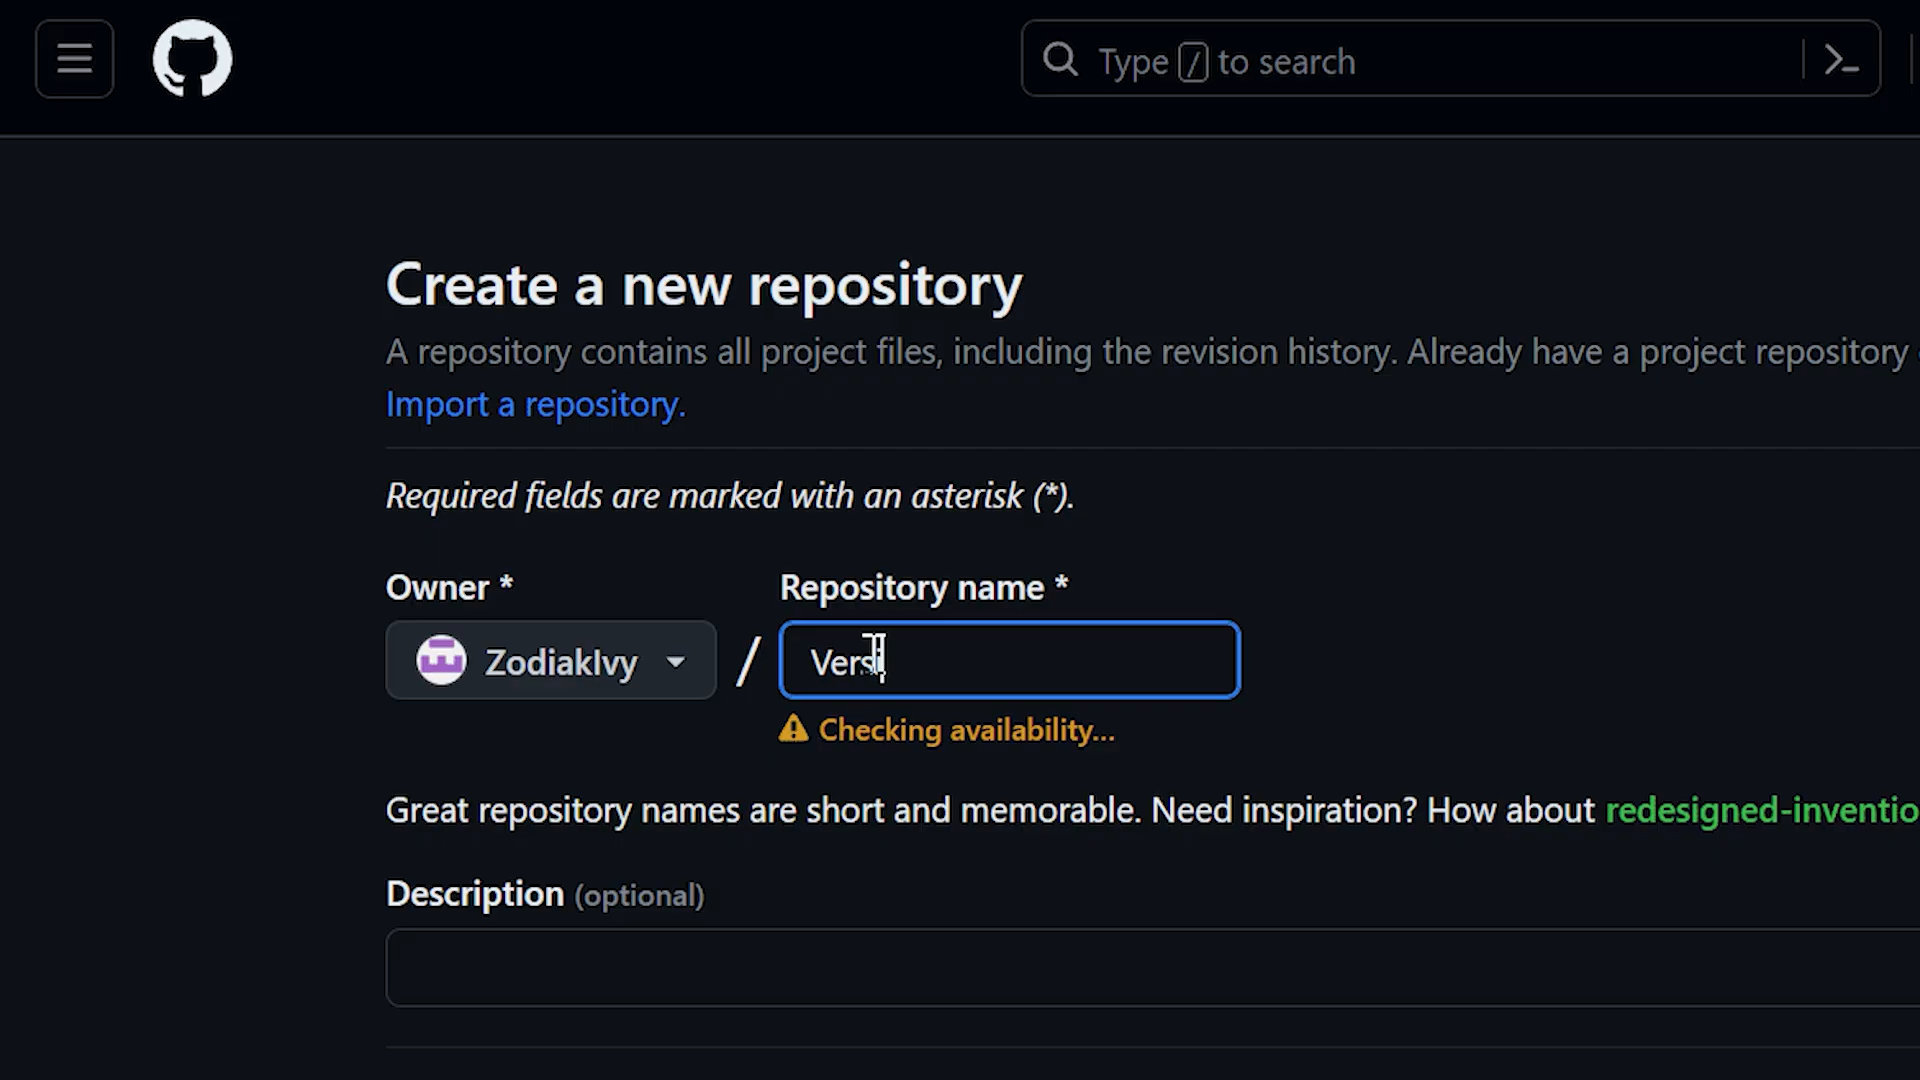 Type / to search
Create a new repository
A repository contains all project files, including the revision history. Already have a project repository
Import a repository.
Required fields are marked with an asterisk (*).
Owner * Repository name *
ZodiakIvy / Versi
Checking availability...
Great repository names are short and memorable. Need inspiration? How about redesigned-inventio
Description (optional)